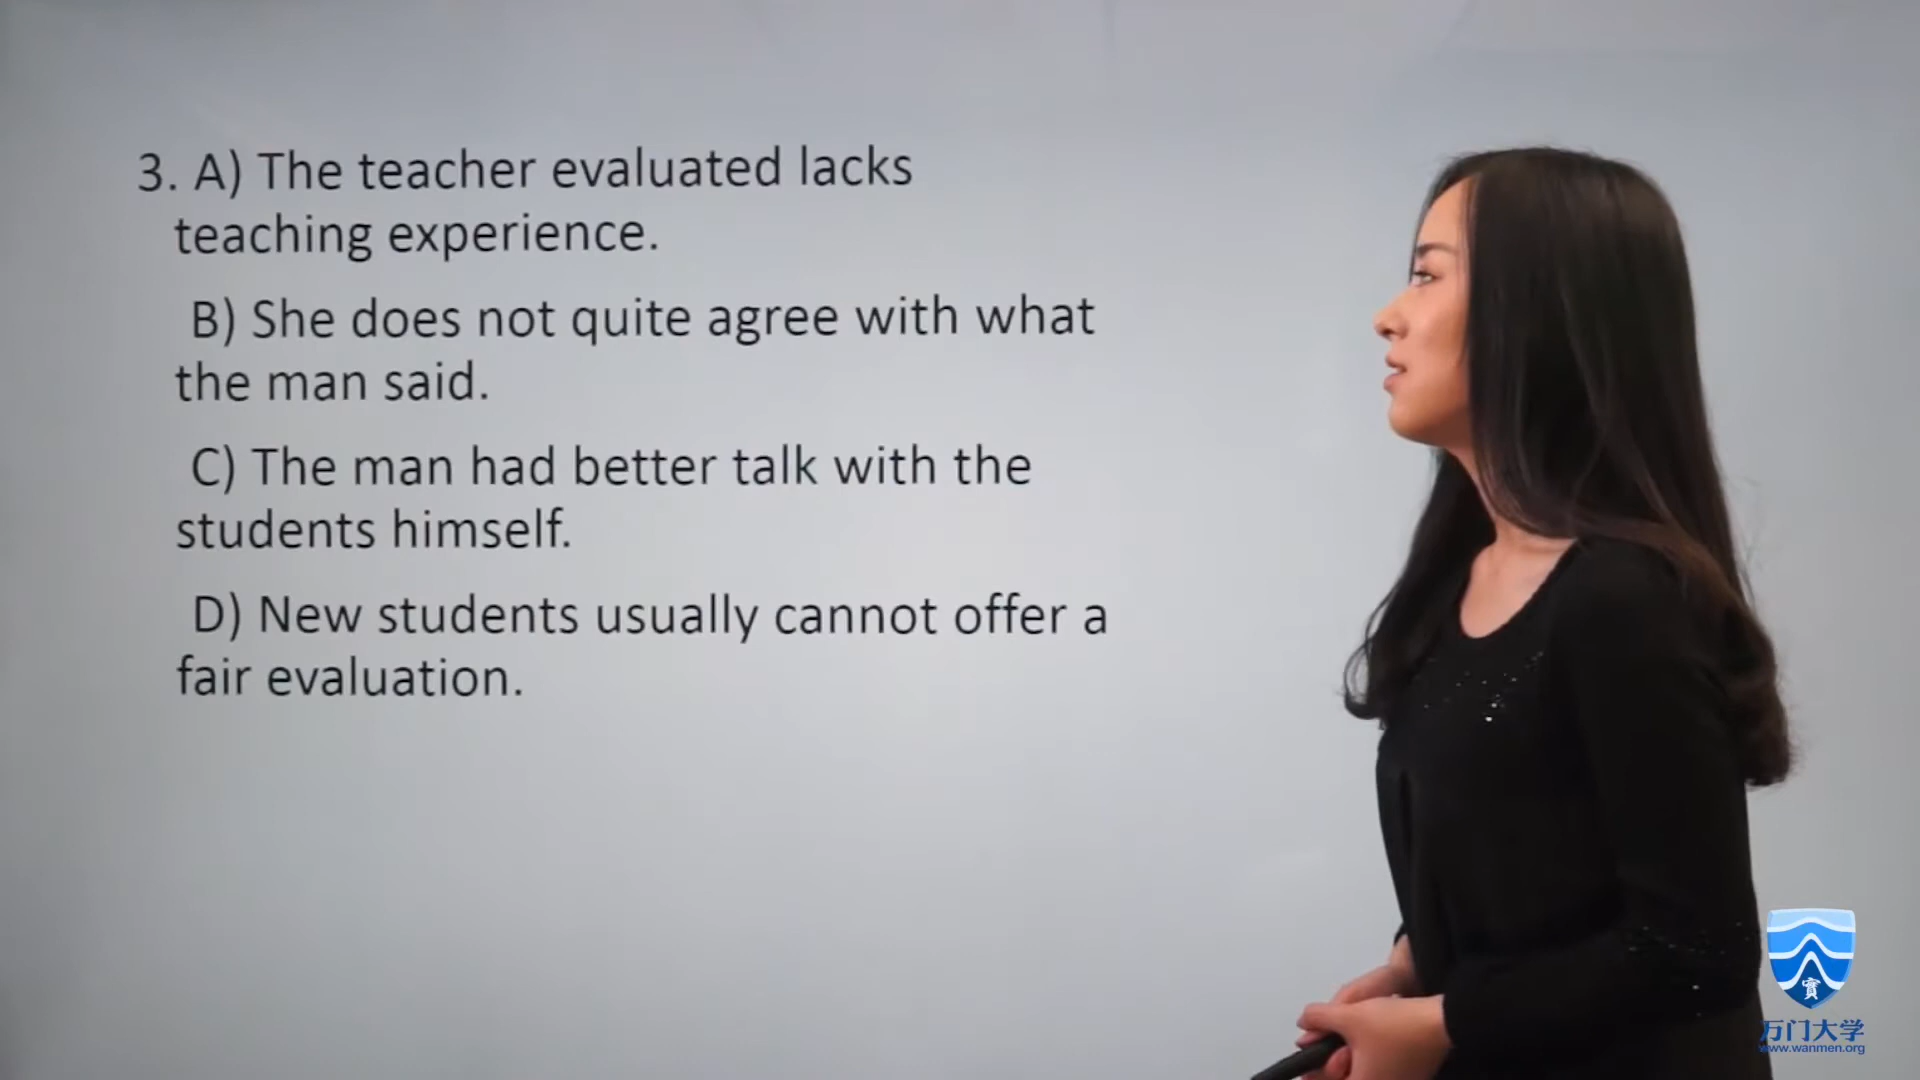 3. A) The teacher evaluated lacks
teaching experience.
B) She does not quite agree with what
the man said.
C) The man had better talk with the
students himself.
D) New students usually cannot offer a
fair evaluation.
實
万门大学
www.wanmen.org